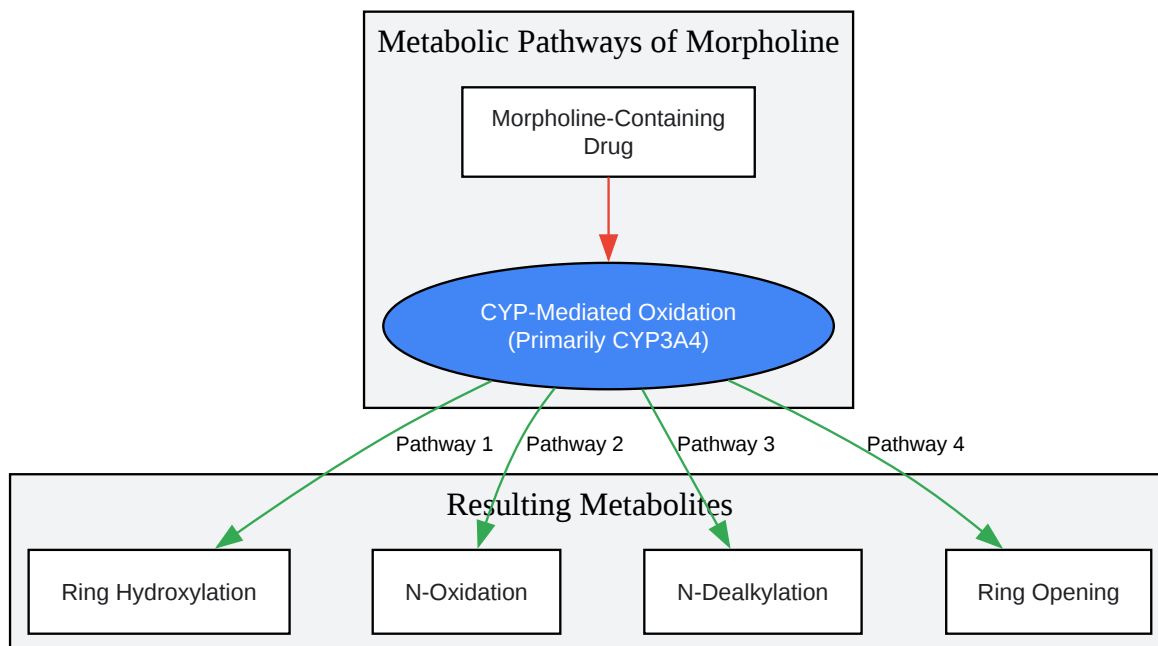 Metabolic Pathways of Morpholine
Morpholine-Containing
Drug
CYP-Mediated Oxidation
(Primarily CYP3A4)
Pathway 1
Pathway 2
Pathway 3
Pathway 4
Resulting Metabolites
Ring Hydroxylation
N-Oxidation
N-Dealkylation
Ring Opening